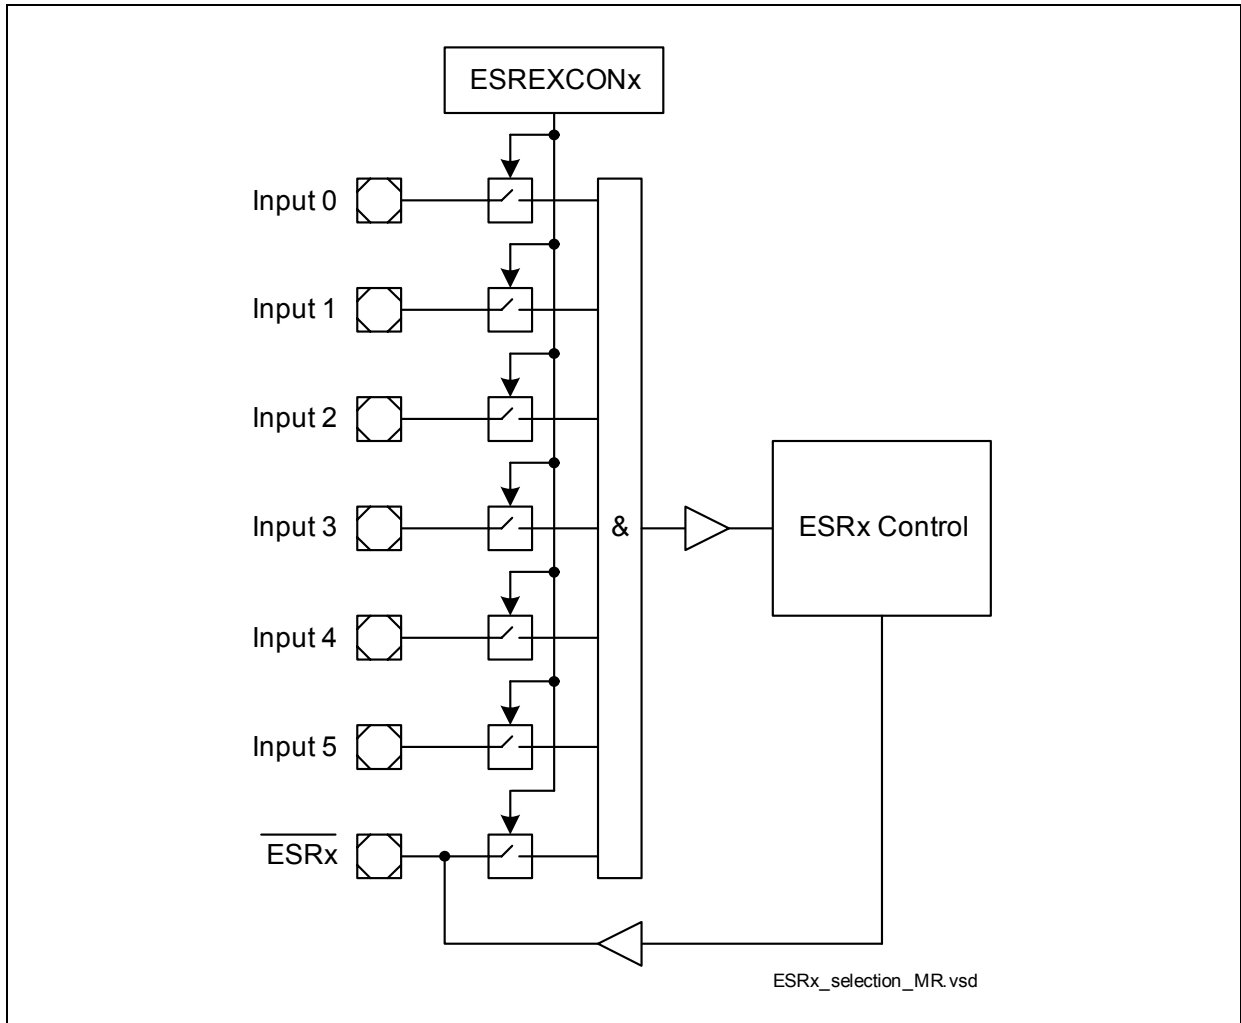 ESREXCONx
Input 0
Input 1
Input 2
Input 3
& ESRx Control
Input 4
Input 5
ESRx
ESRx_selection_MR.vsd